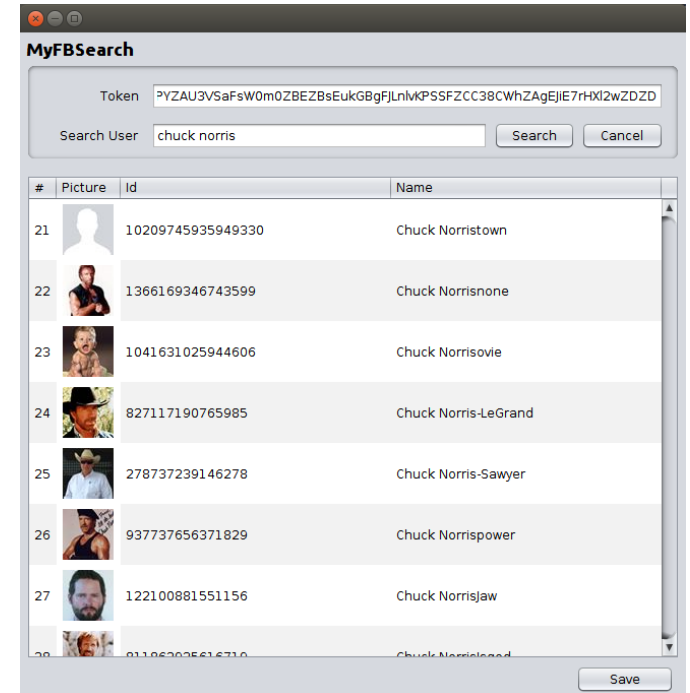 MyFBSearch
Token PYZAU3VSaFsW0m0ZBEZBsEukGBgFJLnlvKPSSFZCC38CWhZAgEJiE7rHXl2wZDZD
Search User chuck norris Search Cancel
# Picture Id Name
21 10209745935949330 Chuck Norristown
22 1366169346743599 Chuck Norrisnone
23 1041631025944606 Chuck Norrisovie
24 827117190765985 Chuck Norris-LeGrand
25 278737239146278 Chuck Norris-Sawyer
26 937737656371829 Chuck Norrispower
27 122100881551156 Chuck NorrisJaw
28 Chuck
Save